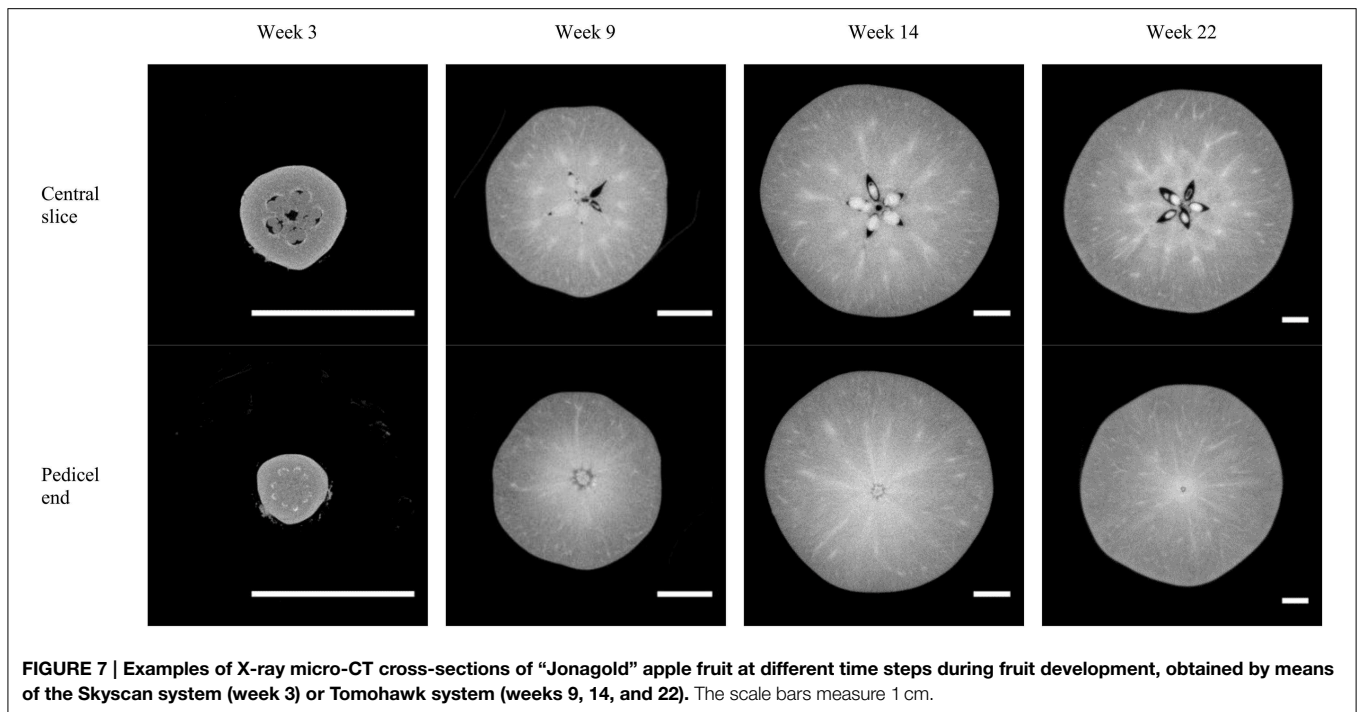 Week 3 Week 9 Week 14 Week 22
Central
slice
Pedicel
end
FIGURE 7 | Examples of X-ray micro-CT cross-sections of “Jonagold” apple fruit at different time steps during fruit development, obtained by means
of the Skyscan system (week 3) or Tomohawk system (weeks 9, 14, and 22). The scale bars measure 1 cm.